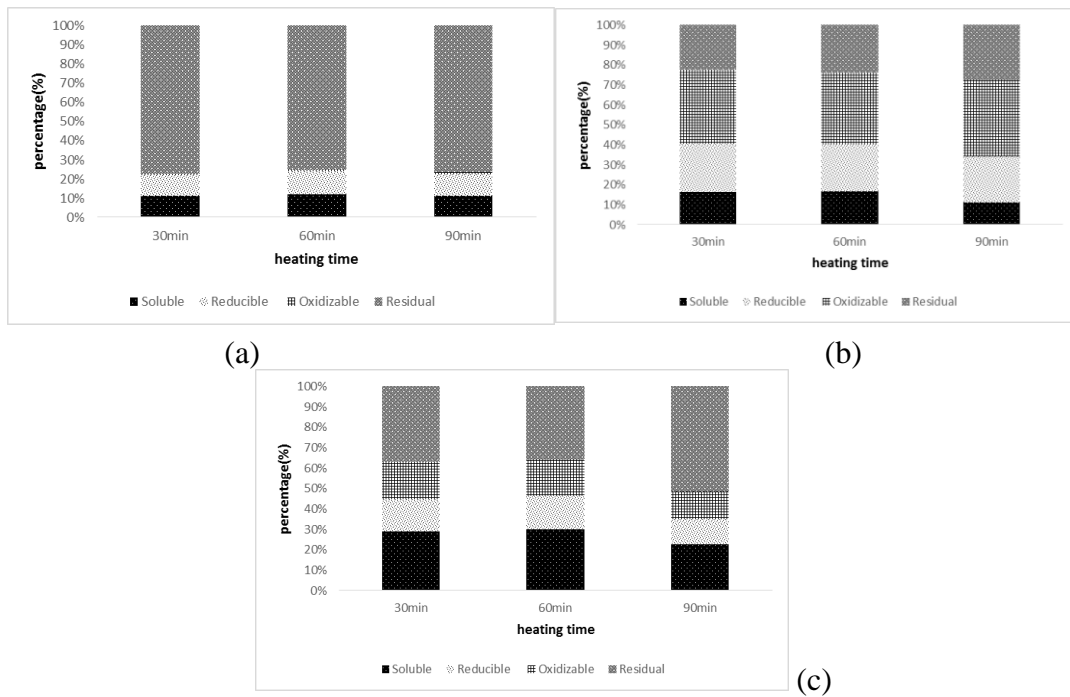 100%
90%
80%
70%
60%
50%
40%
30%
20%
10%
0%
percentage(%)
30min 60min 90min
heating time
Soluble Reducible Oxidizable Residual
(a)
100%
90%
80%
70%
60%
50%
40%
30%
20%
10%
0%
percentage(%)
30min 60min 90min
heating time
Soluble Reducible Oxidizable Residual
(b)
100%
90%
80%
70%
60%
50%
40%
30%
20%
10%
0%
percentage(%)
30min 60min 90min
heating time
Soluble Reducible Oxidizable Residual
(c)